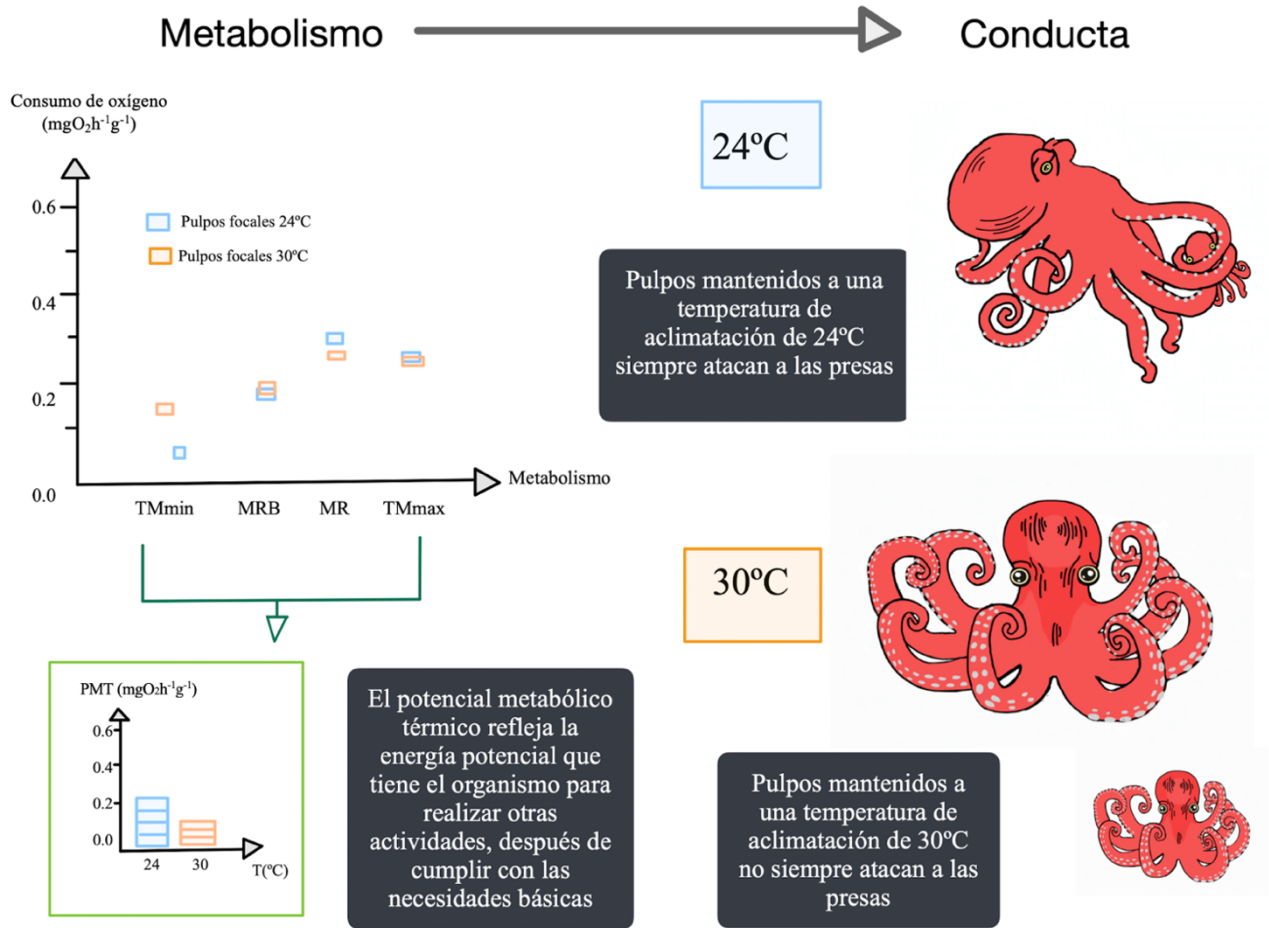 Metabolismo
Conducta
Consumo de oxígeno
(mgO₂h⁻¹g⁻¹)
0.6
0.4
0.2
0.0
Pulpos focales 24ºC
Pulpos focales 30ºC
Metabolismo
TMmin
MRB
MR
TMmax
24ºC
Pulpos mantenidos a una
temperatura de
aclimatación de 24ºC
siempre atacan a las presas
30ºC
PMT (mgO₂h⁻¹g⁻¹)
0.6
0.4
0.2
0.0
24
30
T(ºC)
El potencial metabólico
térmico refleja la
energía potencial que
tiene el organismo para
realizar otras
actividades, después de
cumplir con las
necesidades básicas
Pulpos mantenidos a
una temperatura de
aclimatación de 30ºC
no siempre atacan a las
presas